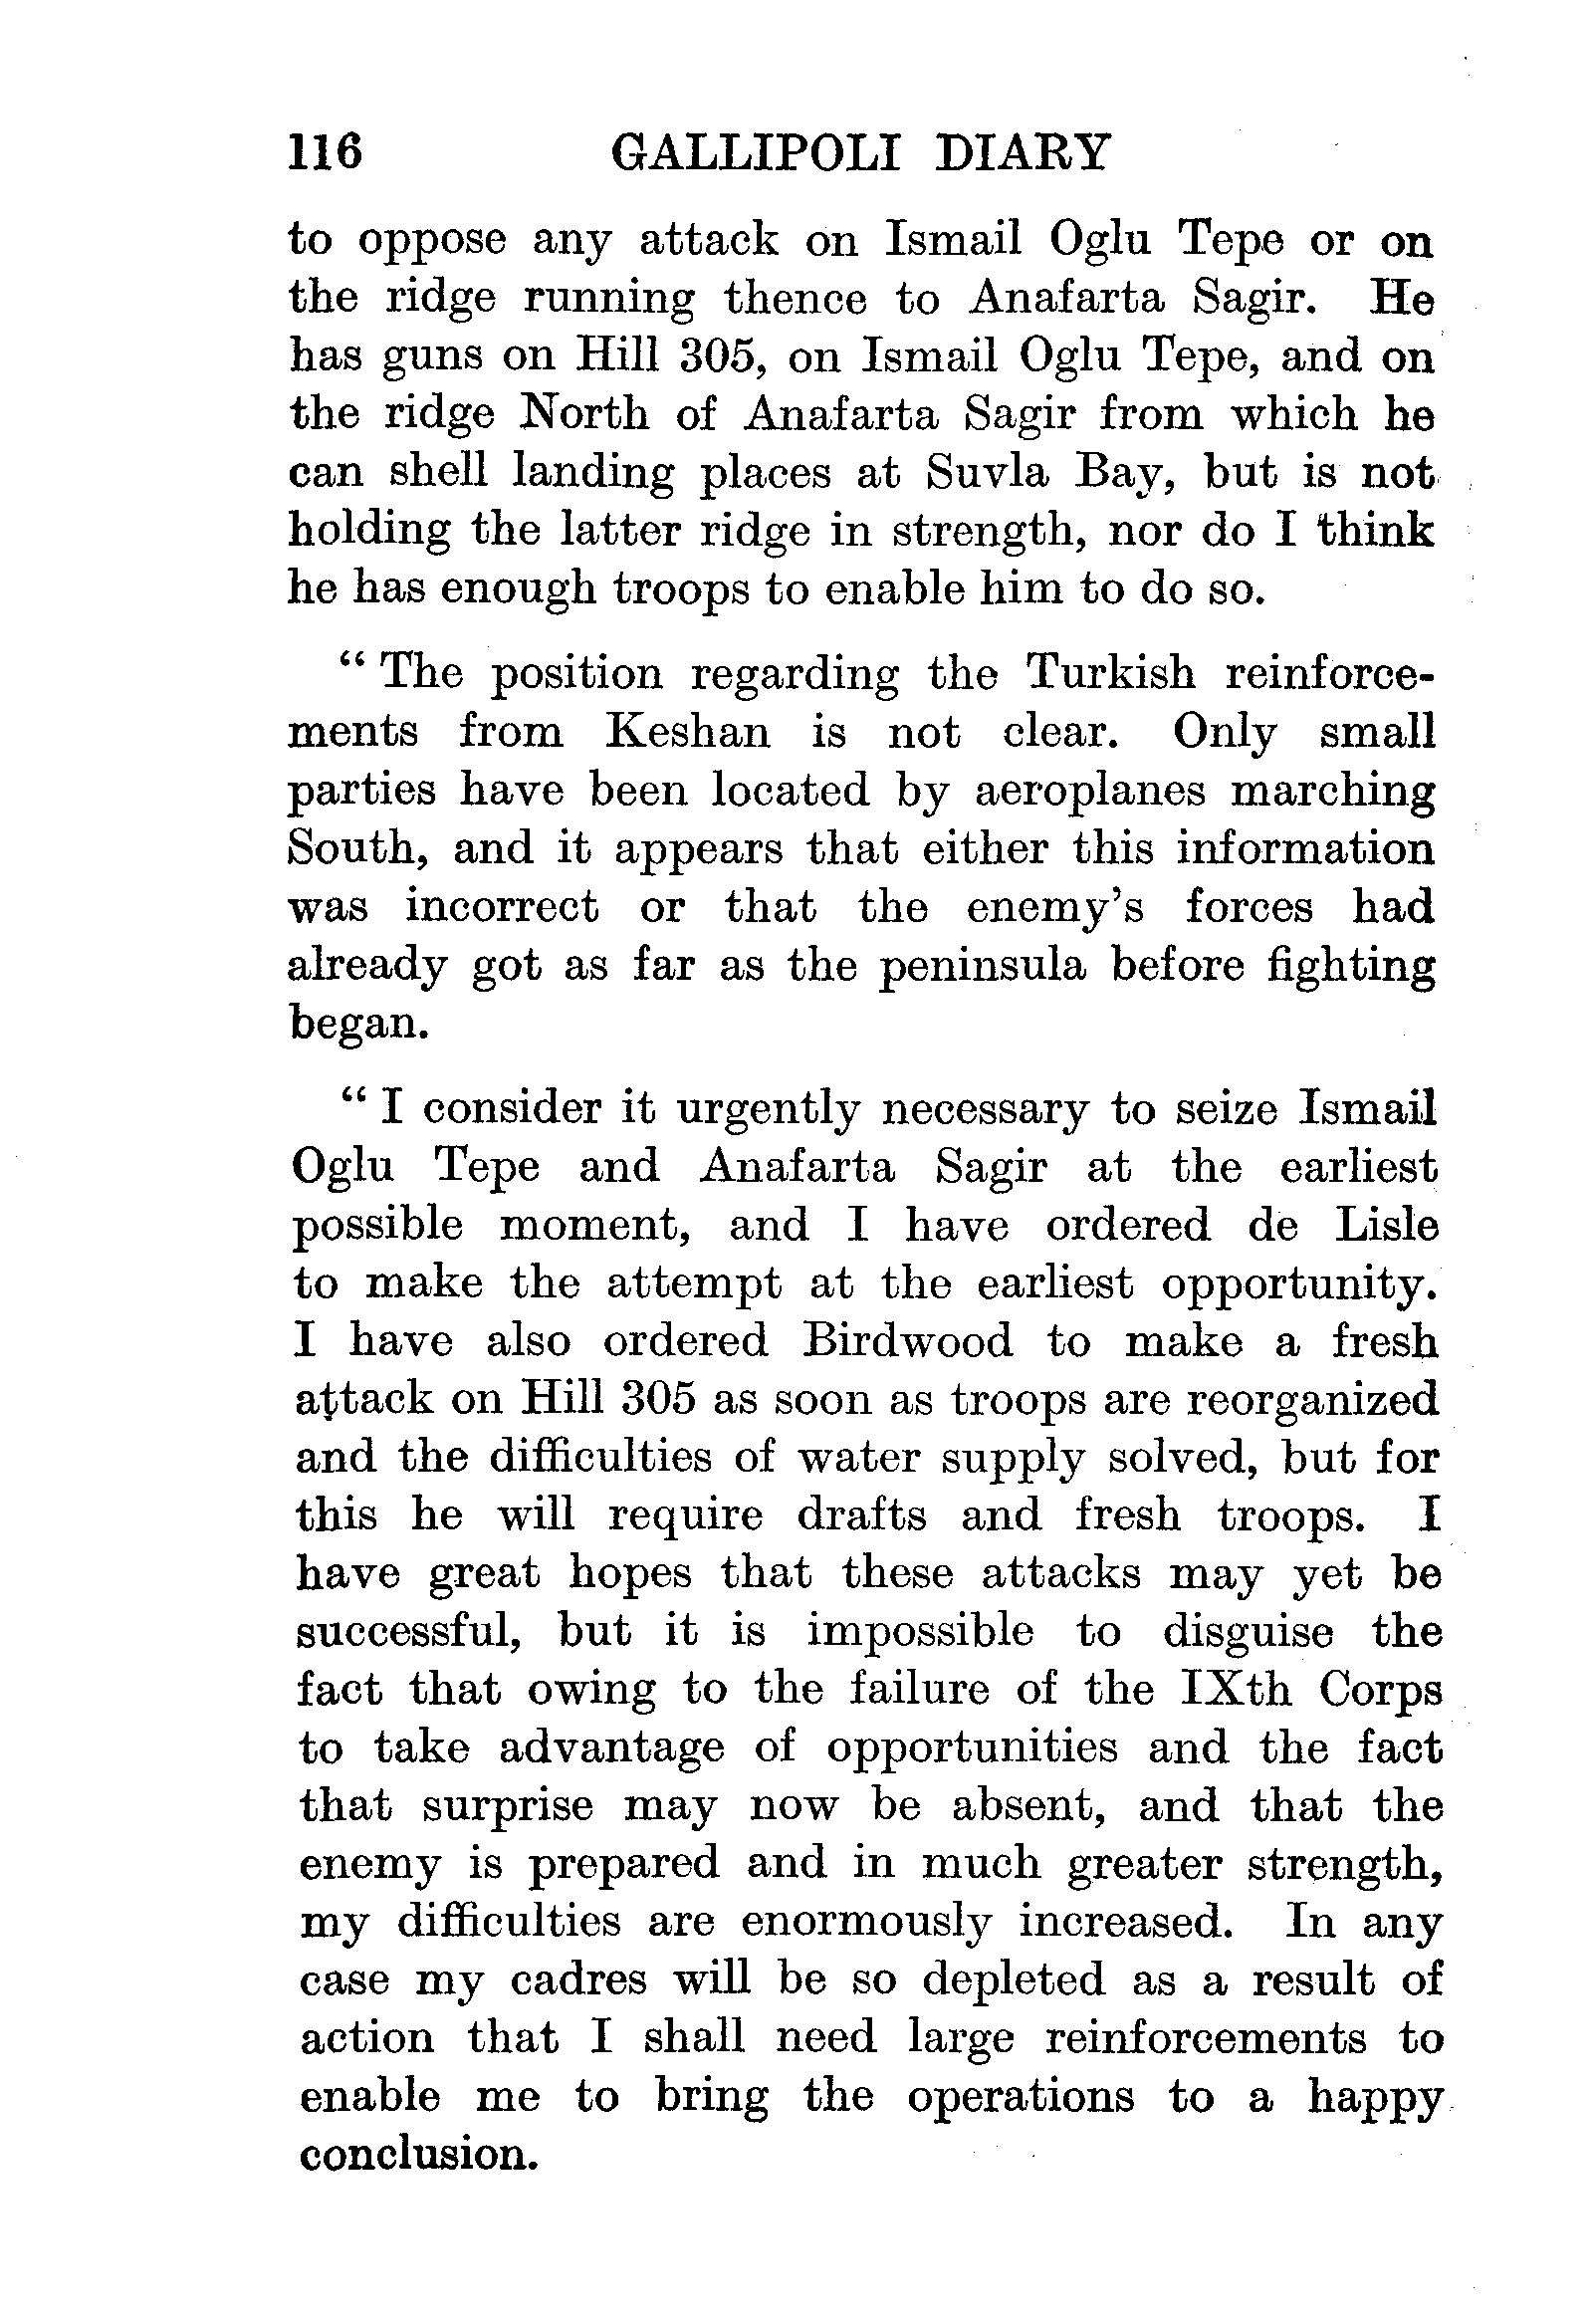 116 GALLIPOLI DIARY
to oppose any attack on Ismail Oglu Tepe or on
the ridge running thence to Anafarta Sagir. He
has guns on Hill 305, on Ismail Oglu Tepe, and on
the ridge North of Anafarta Sagir from which he
can shell landing places at Suvla Bay, but is not
holding the latter ridge in strength, nor do I think
he has enough troops to enable him to do so.
“ The position regarding the Turkish reinforce-
ments from Keshan is not clear. Only small
parties have been located by aeroplanes marching
South, and it appears that either this information
was incorrect or that the enemy’s forces had
already got as far as the peninsula before fighting
began.
“ I consider it urgently necessary to seize Ismail
Oglu Tepe and Anafarta Sagir at the earliest
possible moment, and I have ordered de Lisle
to make the attempt at the earliest opportunity.
I have also ordered Birdwood to make a fresh
attack on Hill 305 as soon as troops are reorganized
and the difficulties of water supply solved, but for
this he will require drafts and fresh troops. I
have great hopes that these attacks may yet be
successful, but it is impossible to disguise the
fact that owing to the failure of the IXth Corps
to take advantage of opportunities and the fact
that surprise may now be absent, and that the
enemy is prepared and in much greater strength,
my difficulties are enormously increased. In any
case my cadres will be so depleted as a result of
action that I shall need large reinforcements to
enable me to bring the operations to a happy
conclusion.